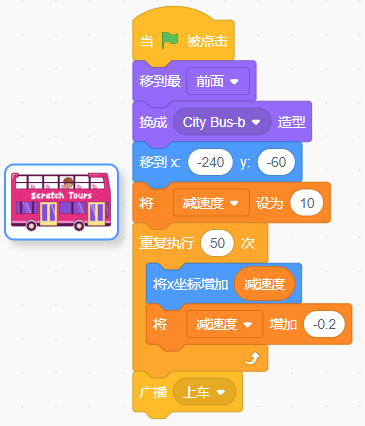 当 被点击
移到最 前面
换成 City Bus-b 造型
移到 x: -240 y: -60
Scratch Tours
将 减速度 设为 10
重复执行 50 次
将x坐标增加 减速度
将 减速度 增加 -0.2
广播 上车